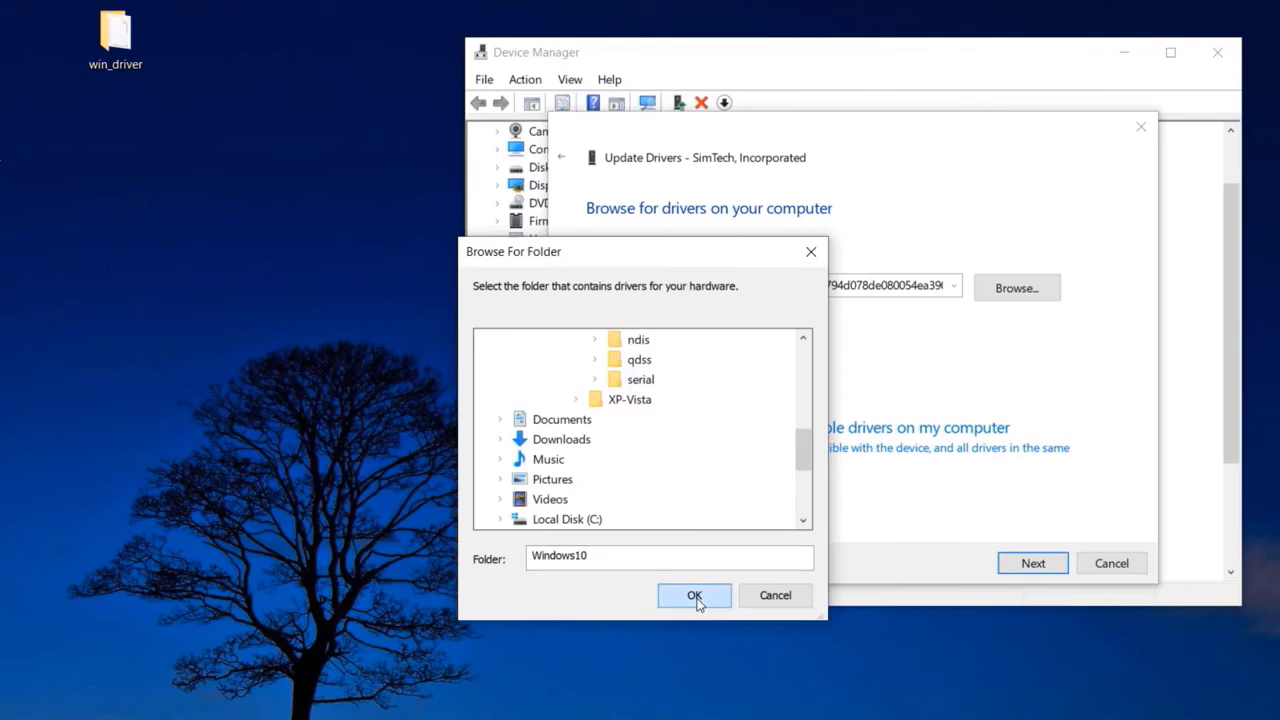 win_driver
Device Manager
File Action View Help
Update Drivers - SimTech, Incorporated
Browse for drivers on your computer
794d078de080054ea39
Browse...
ble drivers on my computer
ible with the device, and all drivers in the same
Next Cancel
Browse For Folder
Select the folder that contains drivers for your hardware.
ndis
qdss
serial
XP-Vista
Documents
Downloads
Music
Pictures
Videos
Local Disk (C:)
Folder: Windows10
OK Cancel